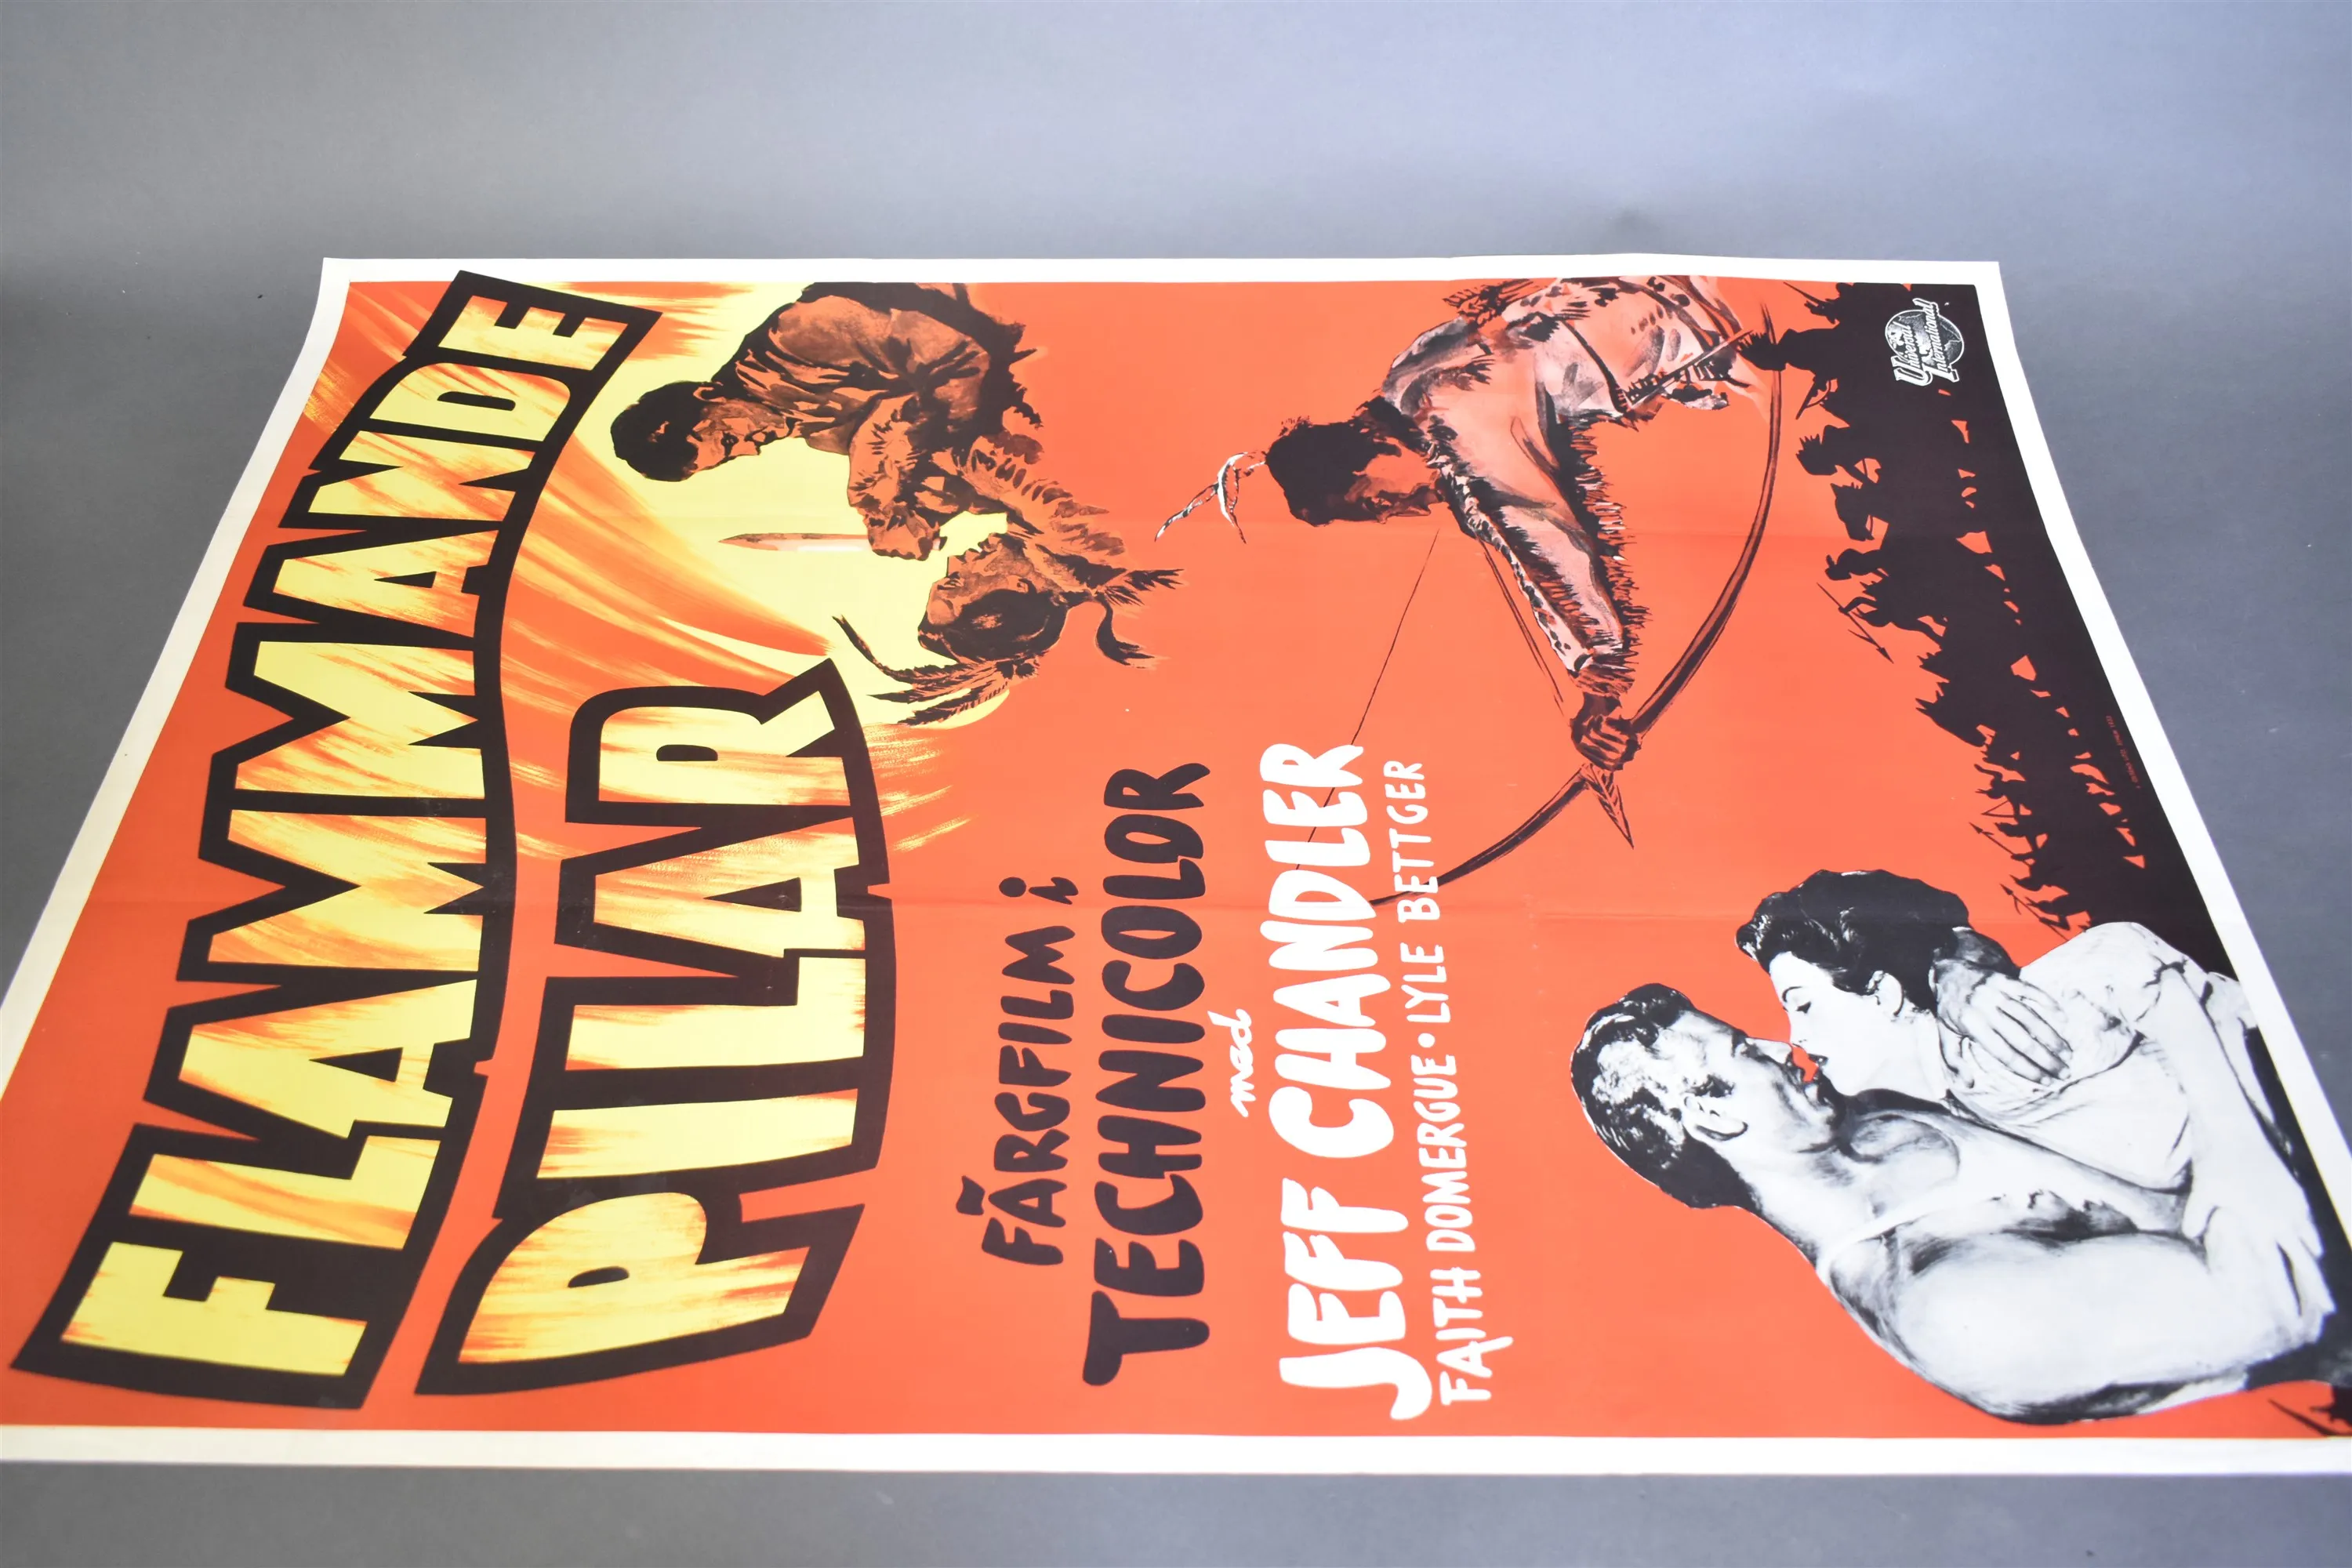 FLAMMANDE
PILAR
FÄRGFILM i
TECHNICOLOR
med
JEFF CHANDLER
FAITH DOMERGUE • LYLE BETTGER
Universal
International